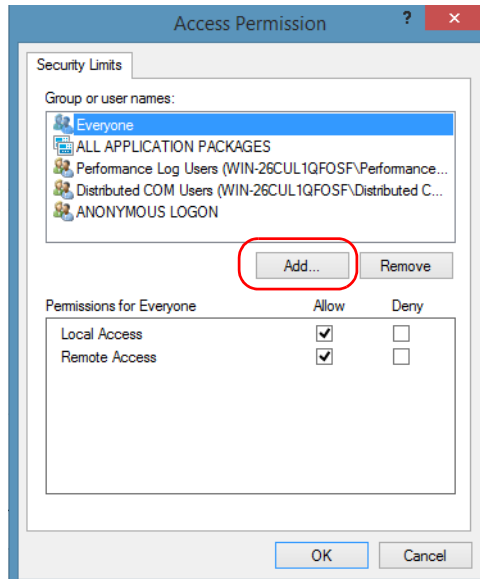 Access Permission
?
Security Limits
Group or user names:
Everyone
ALL APPLICATION PACKAGES
Performance Log Users (WIN-26CUL1QFOSF\Performance...
Distributed COM Users (WIN-26CUL1QFOSF\Distributed C...
ANONYMOUS LOGON
Add... Remove
Permissions for Everyone Allow Deny
Local Access
Remote Access
OK Cancel